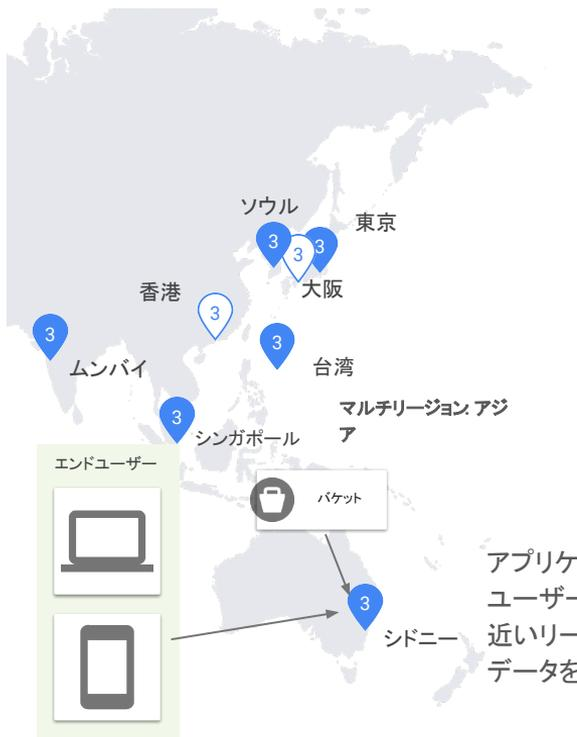 ソウル
東京
3
3
3
大阪
香港
3
3
ムンバイ
3
台湾
3
シンガポール
マルチリージョン: アジ
ア
エンドユーザー
バケット
3
シドニー
アプリケ
ユーザー
近いリー
データを